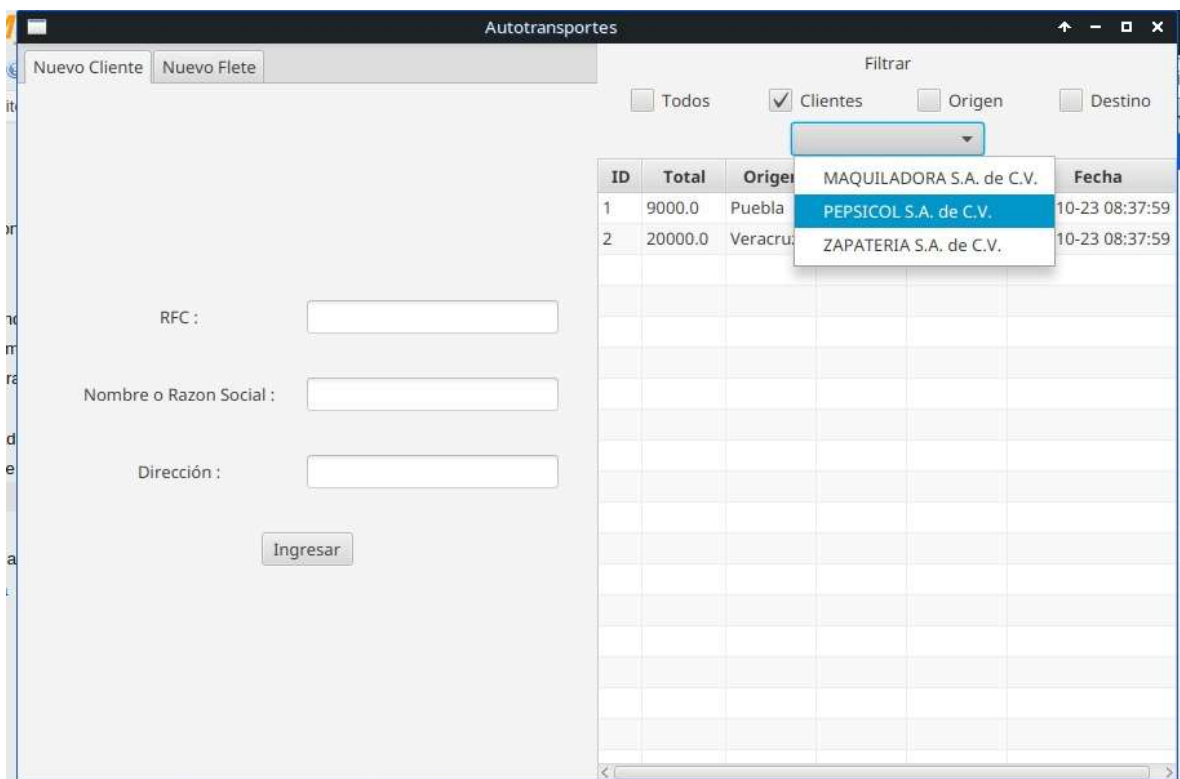 Autotransportes
Nuevo Cliente Nuevo Flete
Filtrar
Todos Clientes Origen Destino
ID Total Fecha
MAQUILADORA S.A. de C.V.
1 9000.0 Puebla 10-23 08:37:59
PEPSICOL S.A. de C.V.
2 20000.0 10-23 08:37:59
ZAPATERIA S.A. de C.V.
RFC :
Nombre o Razon Social :
Dirección :
Ingresar